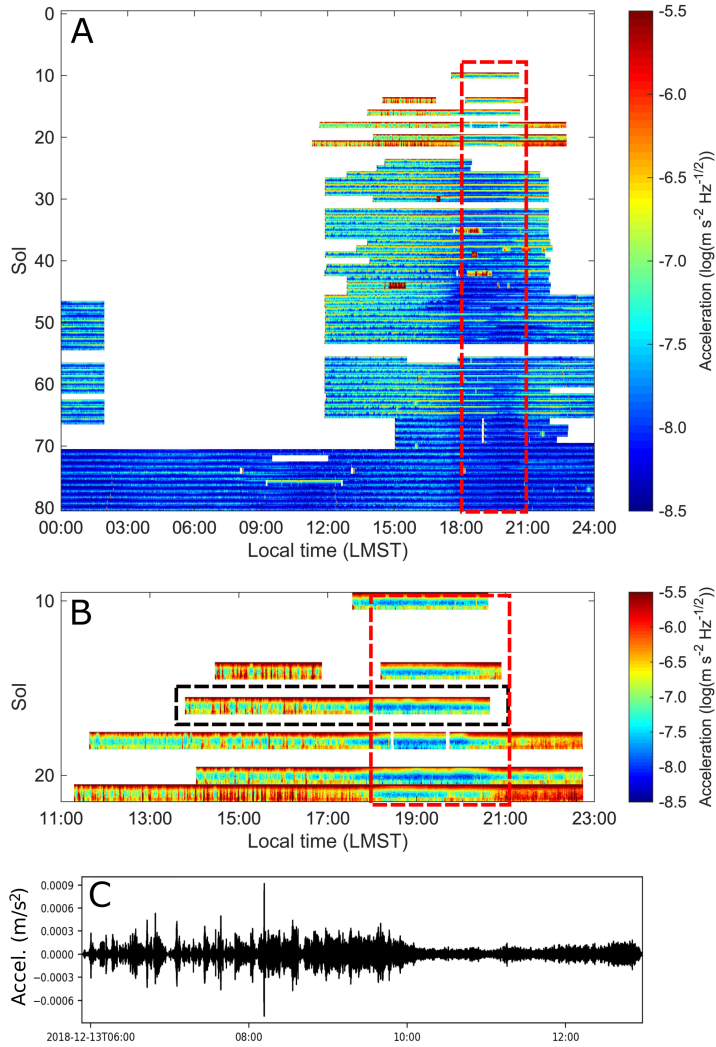 A
0
10
20
30
40
50
60
70
80
Sol
00:00 03:00 06:00 09:00 12:00 15:00 18:00 21:00 24:00
Local time (LMST)
-5.5
-6.0
-6.5
-7.0
-7.5
-8.0
-8.5
Acceleration (log(m s⁻² Hz⁻¹/²))
B
10
20
Sol
11:00 13:00 15:00 17:00 19:00 21:00 23:00
Local time (LMST)
-5.5
-6.0
-6.5
-7.0
-7.5
-8.0
-8.5
Acceleration (log(m s⁻² Hz⁻¹/²))
C
0.0009
0.0006
0.0003
0.0000
−0.0003
−0.0006
Accel. (m/s²)
2018-12-13T06:00 08:00 10:00 12:00